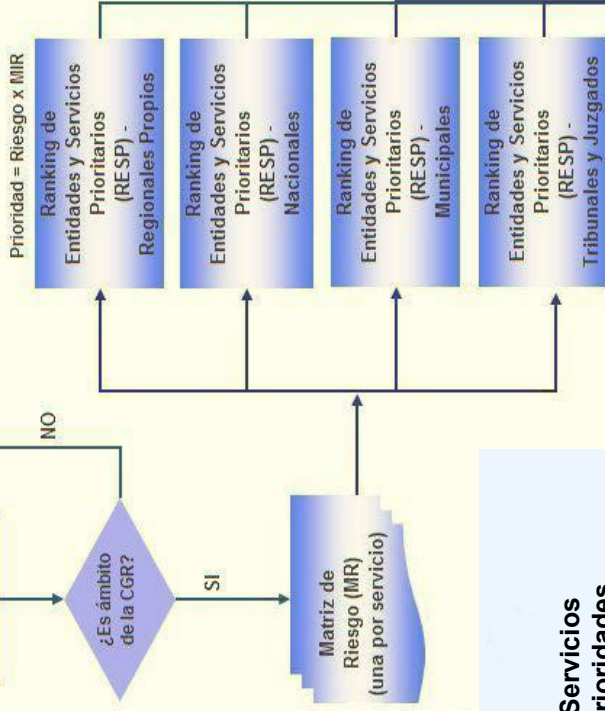 Prioridad = Riesgo x MIR
Ranking de
Entidades y Servicios
Prioritarios
(RESP) -
Regionales Propios
Ranking de
Entidades y Servicios
Prioritarios
(RESP) -
Nacionales
Ranking de
Entidades y Servicios
Prioritarios
(RESP) -
Municipales
Ranking de
Entidades y Servicios
Prioritarios
(RESP) -
Tribunales y Juzgados
NO
¿Es ámbito
de la CGR?
SI
Matriz de
Riesgo (MR)
(una por servicio)
Servicios